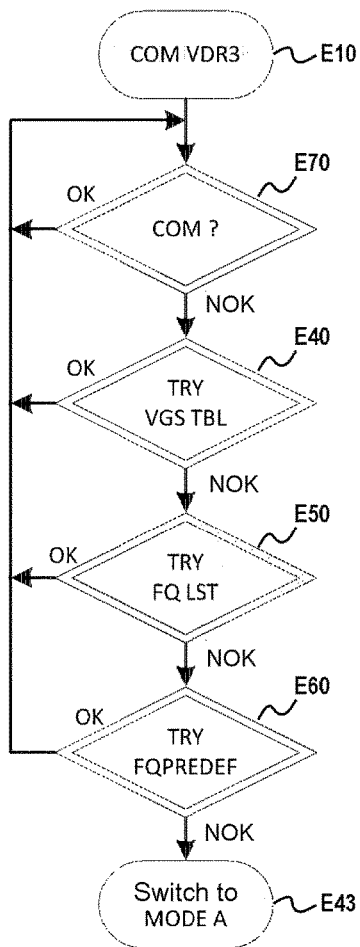 COM VDR3
E10
E70
OK
COM ?
NOK
E40
OK
TRY
VGS TBL
NOK
E50
OK
TRY
FQ LST
NOK
E60
OK
TRY
FQPREDEF
NOK
Switch to
MODE A
E43